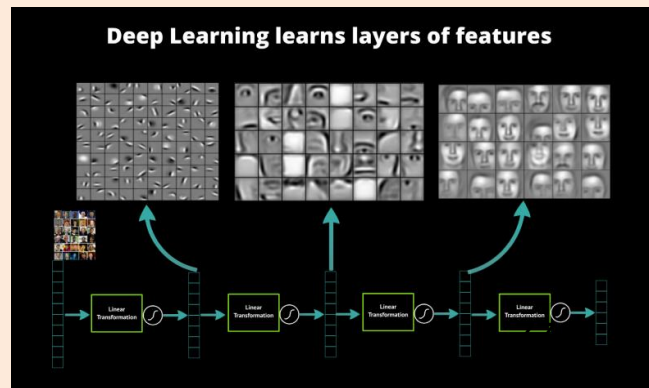 Deep Learning learns layers of features
Linear
Transformation
Linear
Transformation
Linear
Transformation
Linear
Transformation